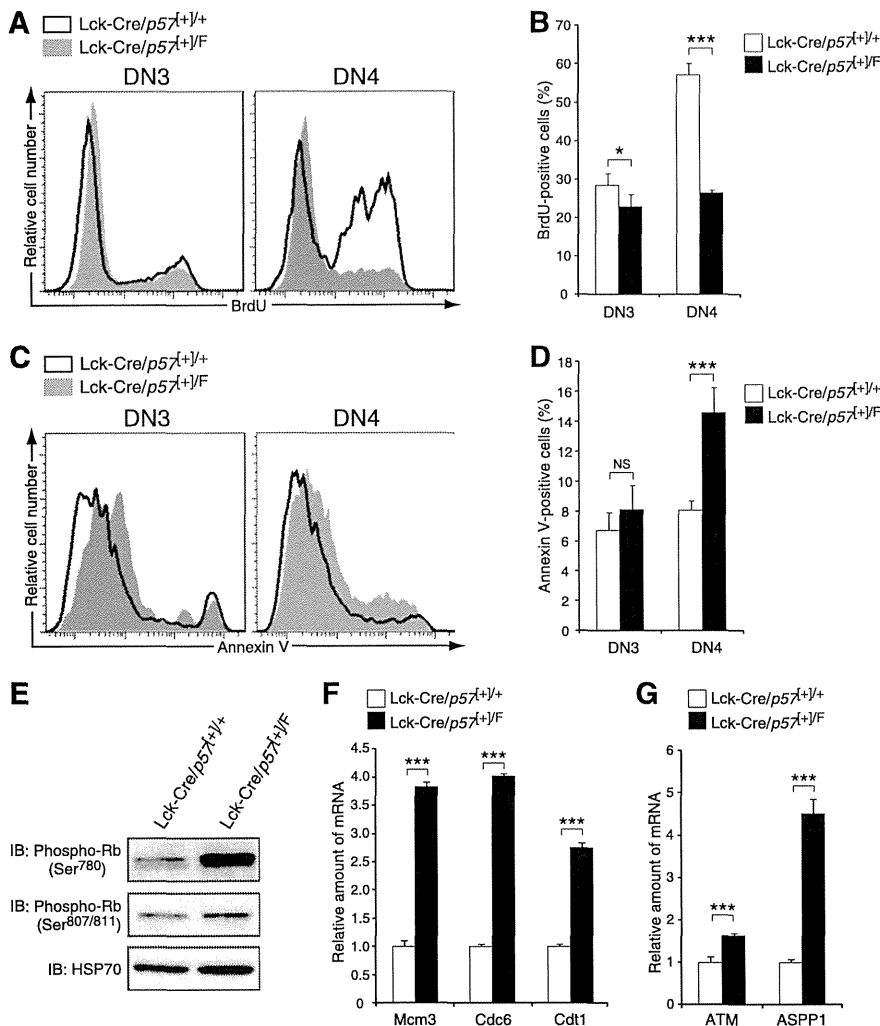 A
Lck-Cre/p57[+]/+
Lck-Cre/p57[+]/F
DN3
DN4
Relative cell number
BrdU
B
Lck-Cre/p57[+]/+
Lck-Cre/p57[+]/F
BrdU-positive cells (%)
70
60
50
40
30
20
10
0
*
***
DN3
DN4
C
Lck-Cre/p57[+]/+
Lck-Cre/p57[+]/F
DN3
DN4
Relative cell number
Annexin V
D
Lck-Cre/p57[+]/+
Lck-Cre/p57[+]/F
Annexin V-positive cells (%)
18
16
14
12
10
8
6
4
2
0
NS
***
DN3
DN4
E
Lck-Cre/p57[+]/+
Lck-Cre/p57[+]/F
IB: Phospho-Rb
(Ser780)
IB: Phospho-Rb
(Ser807/811)
IB: HSP70
F
Lck-Cre/p57[+]/+
Lck-Cre/p57[+]/F
Relative amount of mRNA
4.5
4.0
3.5
3.0
2.5
2.0
1.5
1.0
0.5
0
***
***
***
Mcm3
Cdc6
Cdt1
G
Lck-Cre/p57[+]/+
Lck-Cre/p57[+]/F
Relative amount of mRNA
6
5
4
3
2
1
0
***
***
ATM
ASPP1